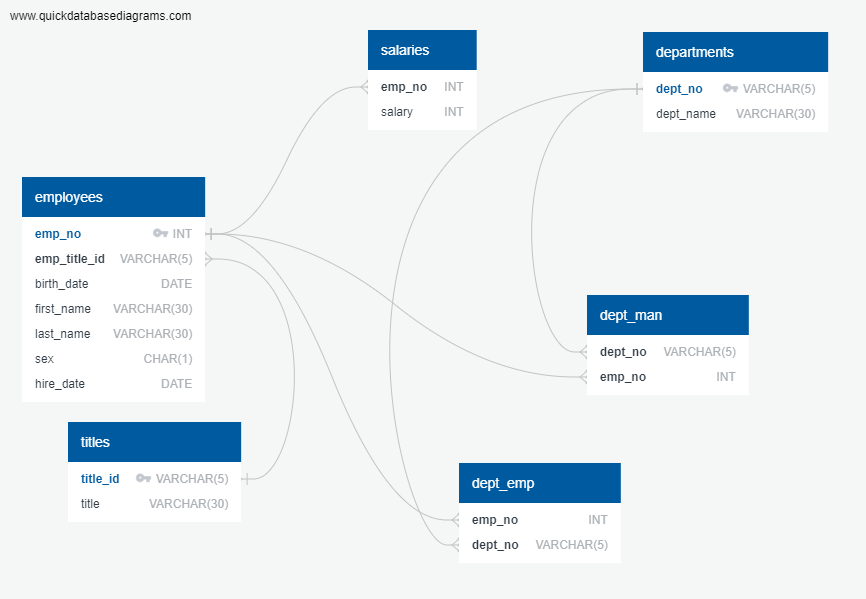 www.quickdatabasediagrams.com
salaries
emp_no INT
salary INT
departments
dept_no VARCHAR(5)
dept_name VARCHAR(30)
employees
emp_no INT
emp_title_id VARCHAR(5)
birth_date DATE
first_name VARCHAR(30)
last_name VARCHAR(30)
sex CHAR(1)
hire_date DATE
dept_man
dept_no VARCHAR(5)
emp_no INT
titles
title_id VARCHAR(5)
title VARCHAR(30)
dept_emp
emp_no INT
dept_no VARCHAR(5)